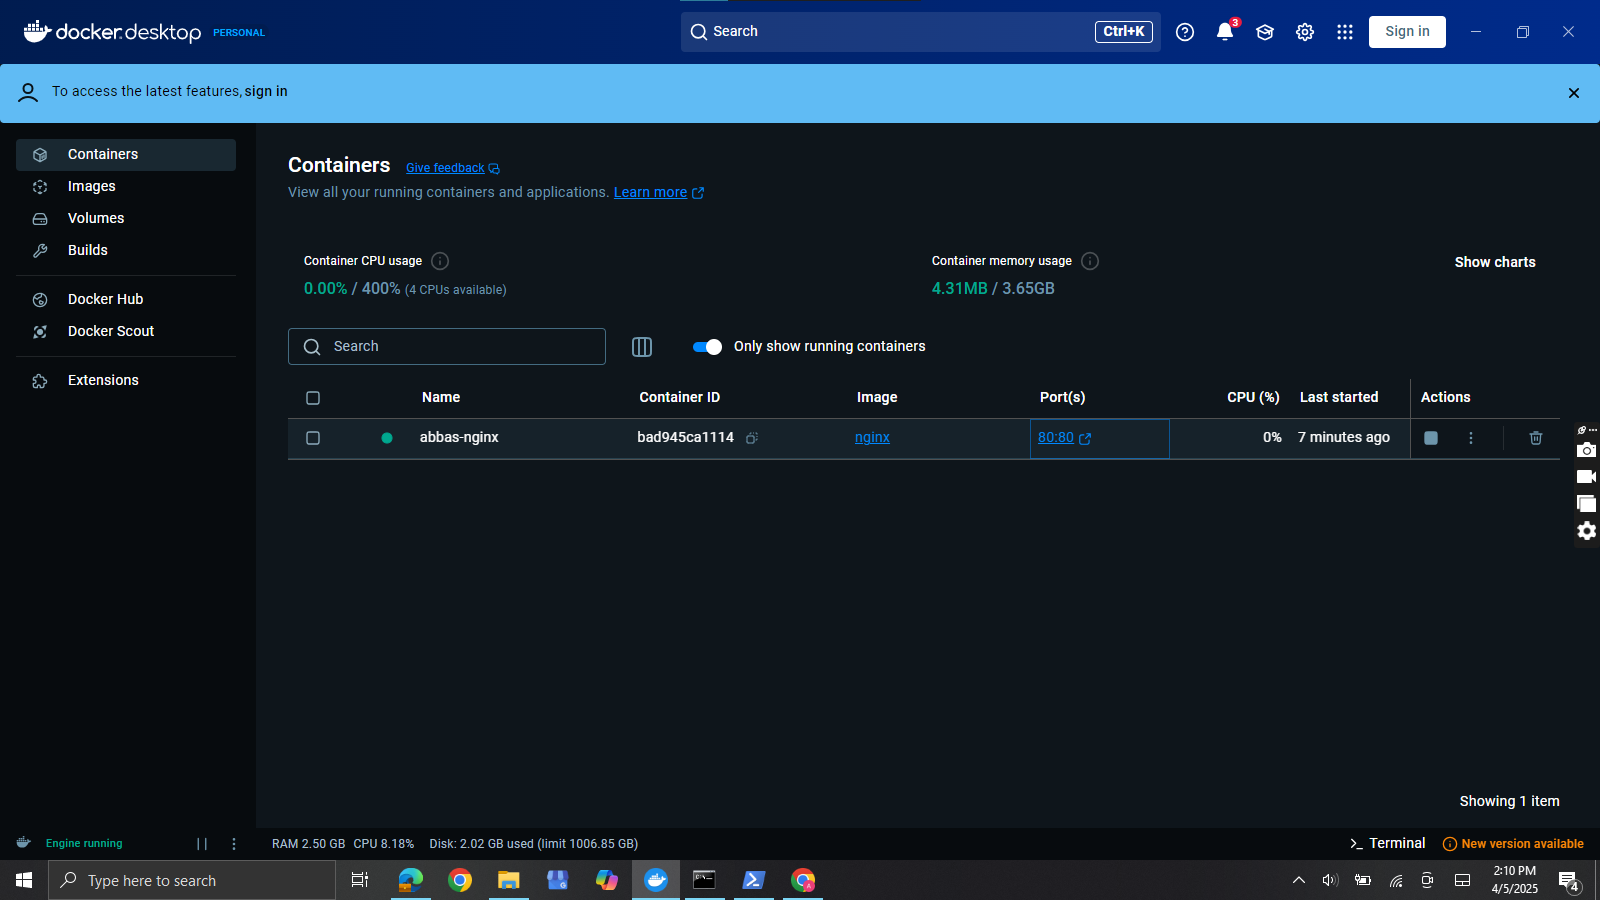 docker.desktop PERSONAL
Search
Ctrl+K
3
Sign in
To access the latest features, sign in
Containers
Images
Volumes
Builds
Docker Hub
Docker Scout
Extensions
Containers Give feedback
View all your running containers and applications. Learn more
Container CPU usage
0.00% / 400% (4 CPUs available)
Container memory usage
4.31MB / 3.65GB
Show charts
Search
Only show running containers
Name Container ID Image Port(s) CPU (%) Last started Actions
abbas-nginx bad945ca1114 nginx 80:80 0% 7 minutes ago
Showing 1 item
Engine running
RAM 2.50 GB CPU 8.18% Disk: 2.02 GB used (limit 1006.85 GB)
Terminal
New version available
Type here to search
2:10 PM
4/5/2025
4